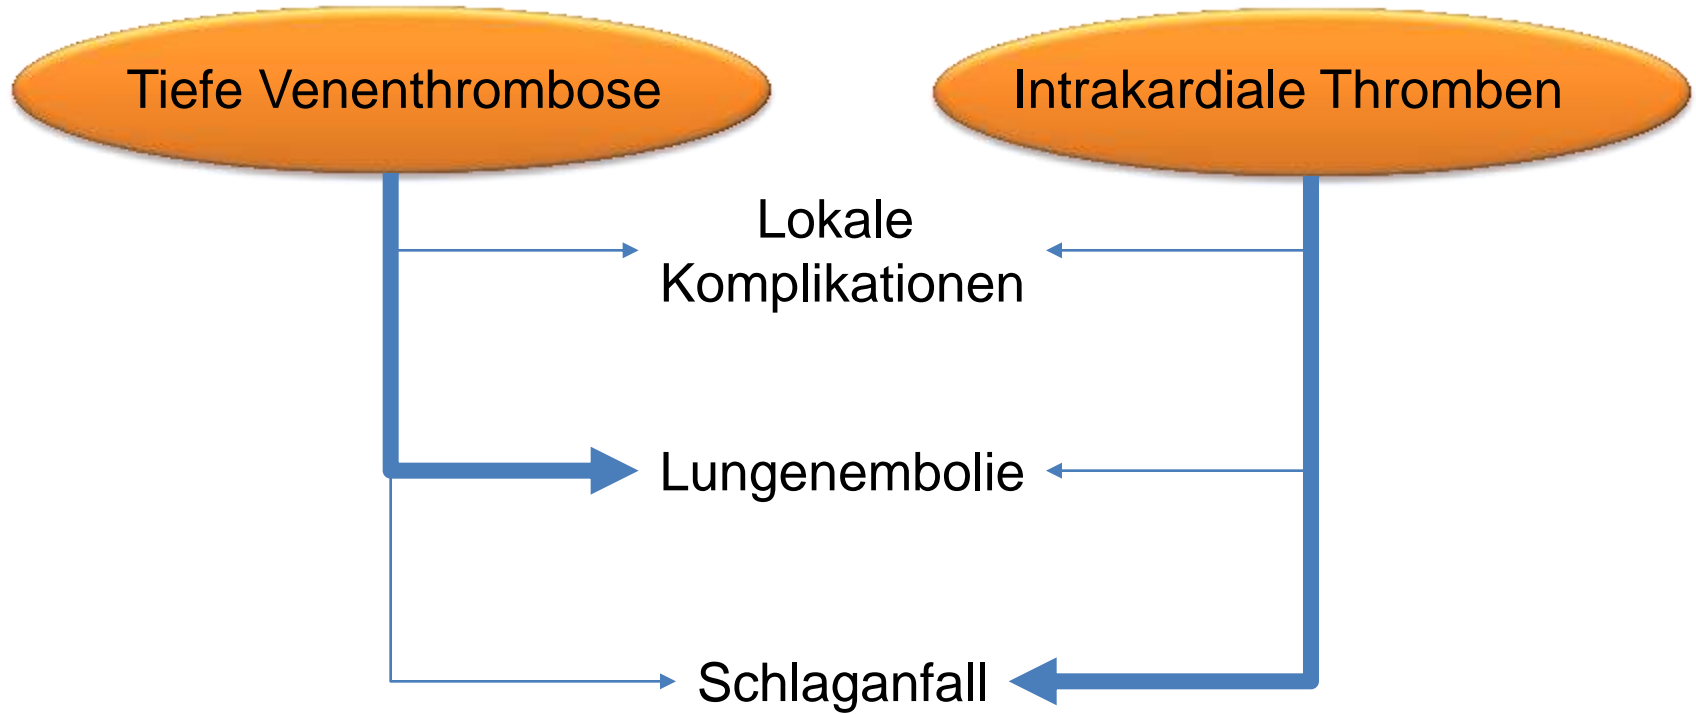 Tiefe Venenthrombose
Intrakardiale Thromben
Lokale
Komplikationen
Lungenembolie
Schlaganfall